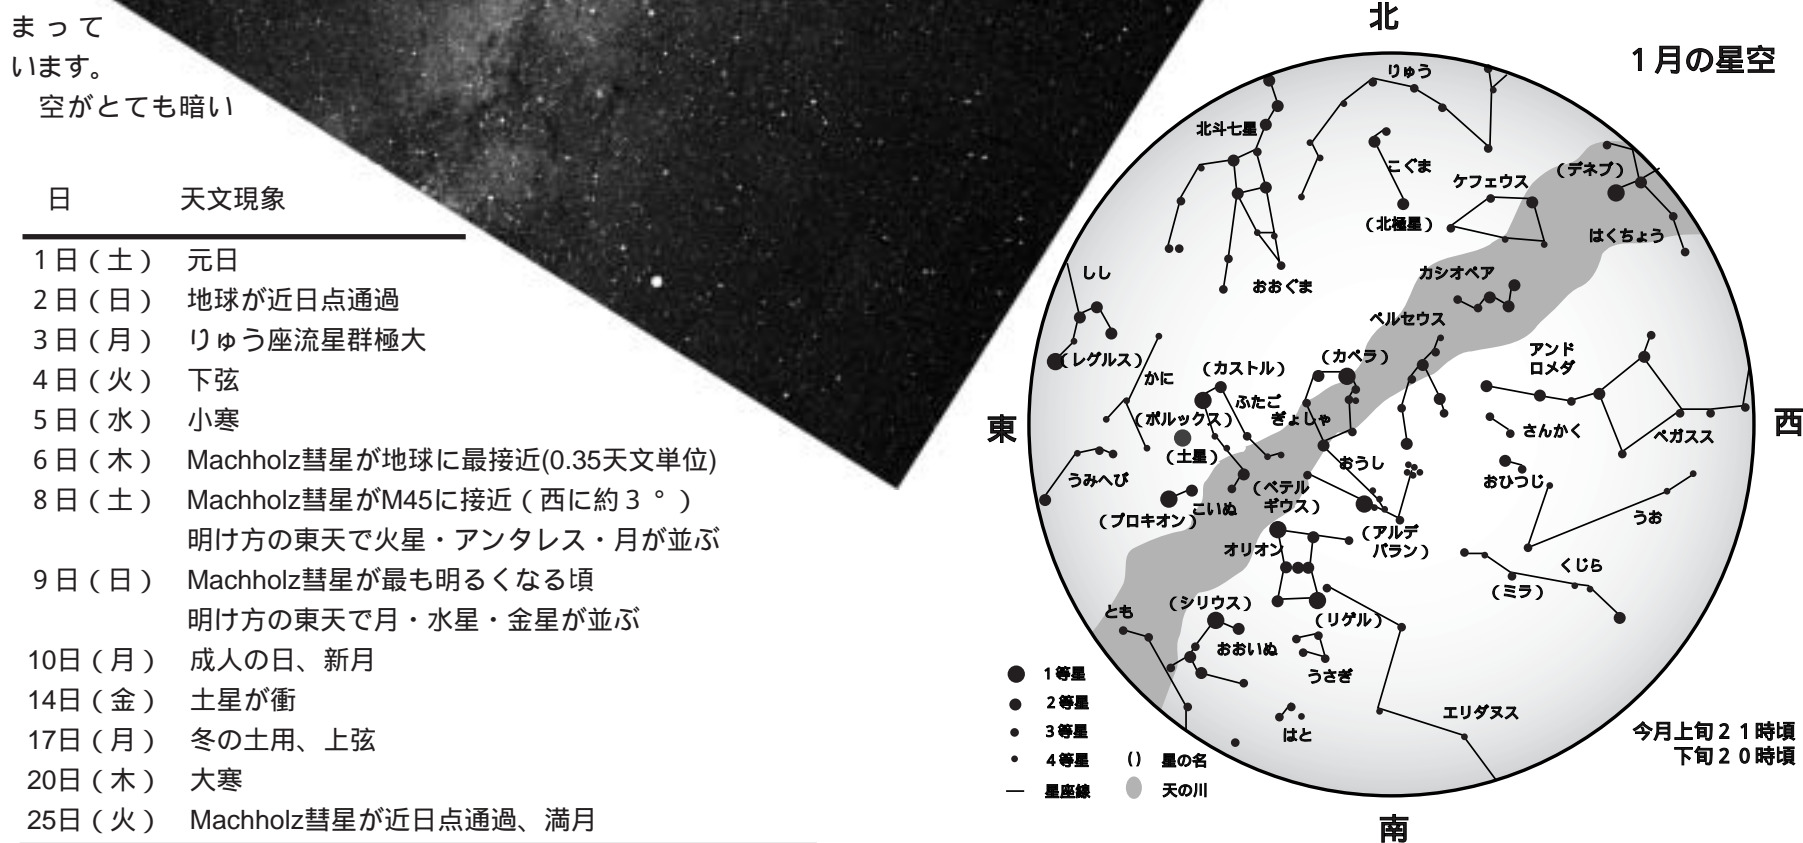 まって
います。
空がとても暗い
日 天文現象
1日(土) 元日
2日(日) 地球が近日点通過
3日(月) りゅう座流星群極大
4日(火) 下弦
5日(水) 小寒
6日(木) Machholz彗星が地球に最接近(0.35天文単位)
8日(土) Machholz彗星がM45に接近(西に約3°)
明け方の東天で火星・アンタレス・月が並ぶ
9日(日) Machholz彗星が最も明るくなる頃
明け方の東天で月・水星・金星が並ぶ
10日(月) 成人の日、新月
14日(金) 土星が衝
17日(月) 冬の土用、上弦
20日(木) 大寒
25日(火) Machholz彗星が近日点通過、満月
1月の星空
北
りゅう
北斗七星
こぐま
(北極星)
ケフェウス
(デネブ)
はくちょう
おおぐま
カシオペア
ペルセウス
しし
(レグルス)
かに
(カストル)
(カペラ)
アンド
ロメダ
ふたご
(ポルックス)
ぎょしゃ
東
西
さんかく
ペガスス
(土星)
おうし
うみへび
おひつじ
(ベテル
ギウス)
こいぬ
(プロキオン)
うお
オリオン
(アルデ
バラン)
くじら
(ミラ)
とも
(シリウス)
(リゲル)
おおいぬ
うさぎ
はと
エリダヌス
1等星
2等星
3等星
4等星
() 星の名
星座線
天の川
今月上旬21時頃
下旬20時頃
南